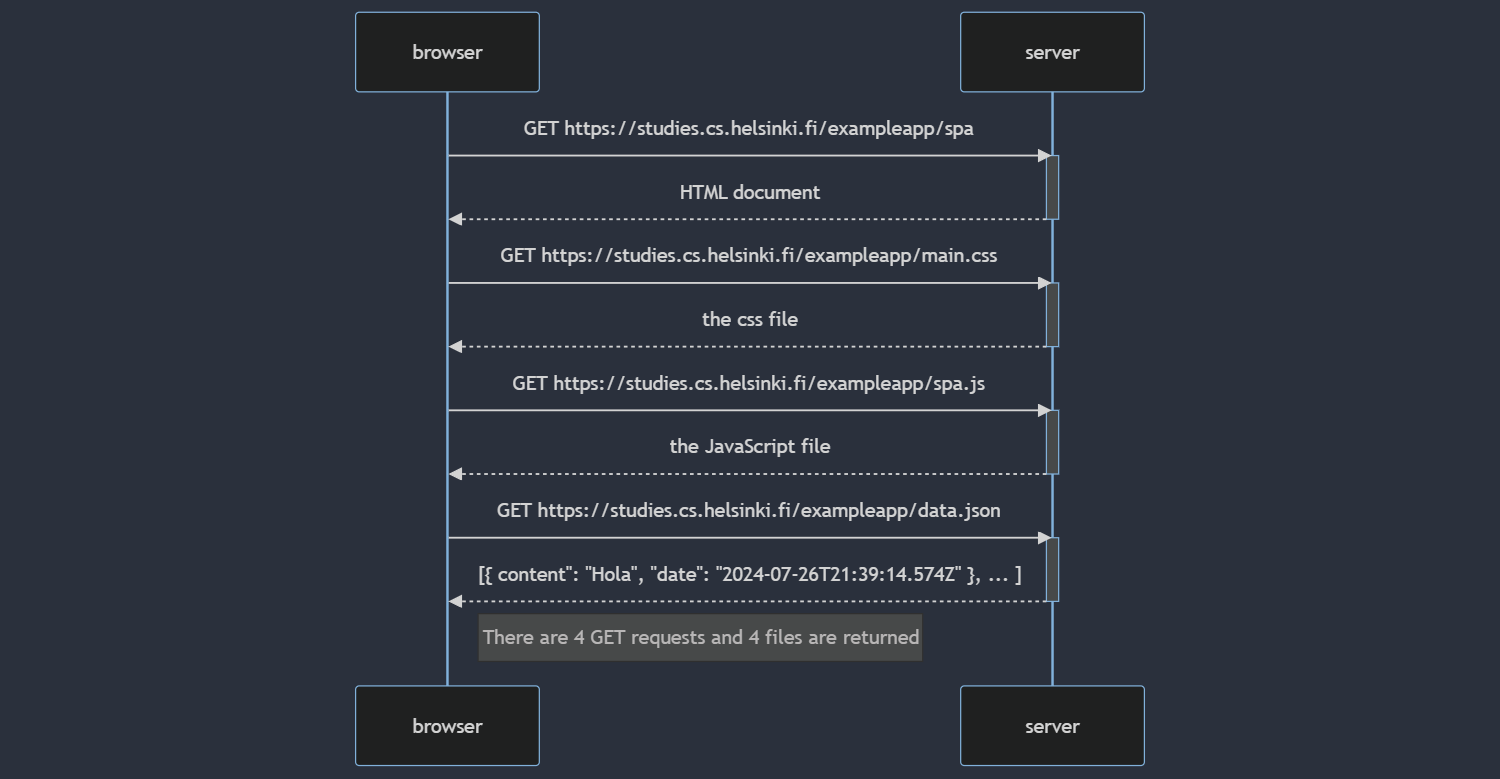 browser
server
GET https://studies.cs.helsinki.fi/exampleapp/spa
HTML document
GET https://studies.cs.helsinki.fi/exampleapp/main.css
the css file
GET https://studies.cs.helsinki.fi/exampleapp/spa.js
the JavaScript file
GET https://studies.cs.helsinki.fi/exampleapp/data.json
[{ content": "Hola", "date": "2024-07-26T21:39:14.574Z" }, ... ]
There are 4 GET requests and 4 files are returned
browser
server